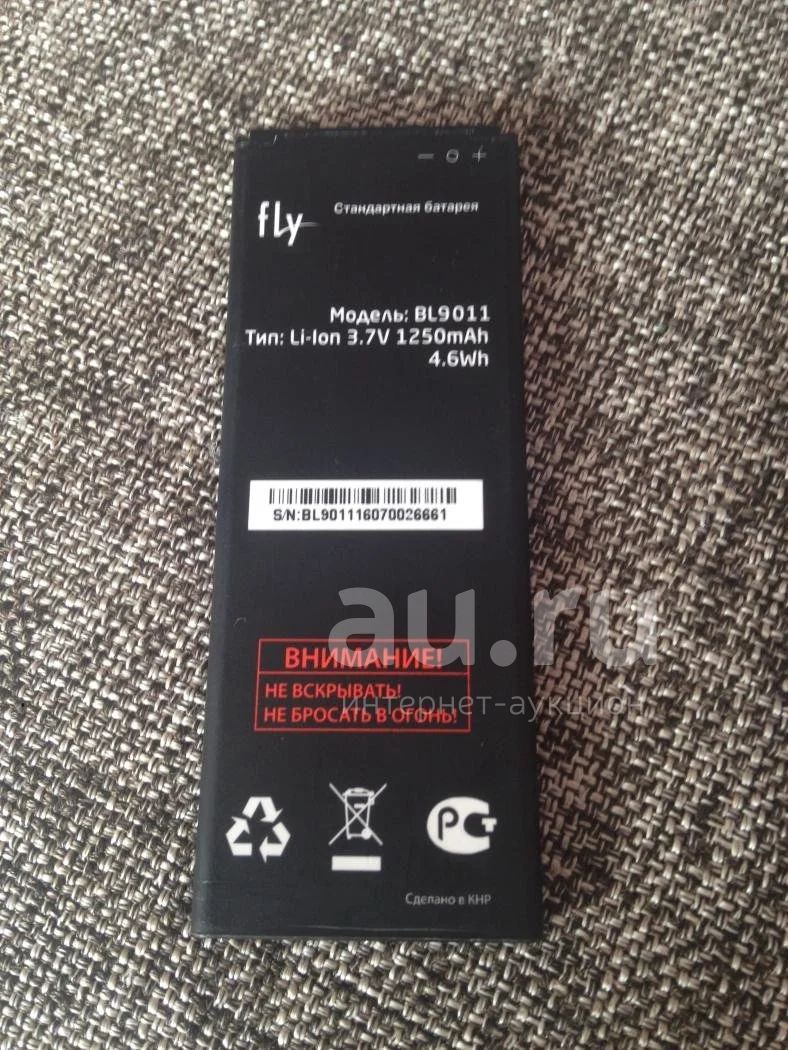 fly
Стандартная батарея
Модель: BL9011
Тип: Li-Ion 3.7V 1250mAh
4.6Wh
S/N:BL901116070026661
au.ru
интернет-аукцион
ВНИМАНИЕ!
НЕ ВСКРЫВАТЬ!
НЕ БРОСАТЬ В ОГОНЬ!
РСТ
Сделано в КНР